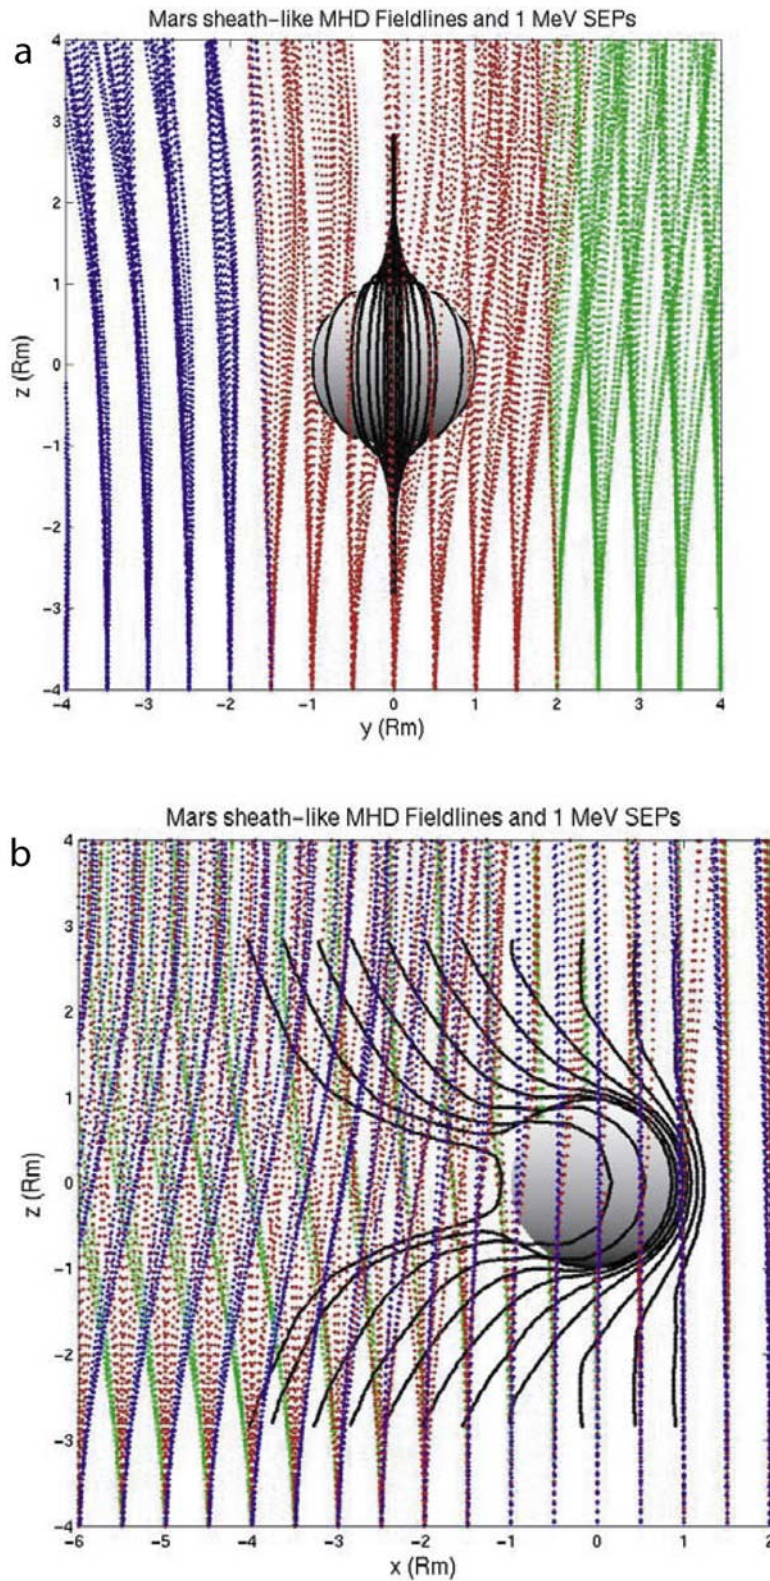 Mars sheath-like MHD Fieldlines and 1 MeV SEPs
a
4
3
2
1
0
-1
-2
-3
-4
z (Rm)
-4 -3 -2 -1 0 1 2 3 4
y (Rm)
Mars sheath-like MHD Fieldlines and 1 MeV SEPs
b
4
3
2
1
0
-1
-2
-3
-4
z (Rm)
-6 -5 -4 -3 -2 -1 0 1 2
x (Rm)